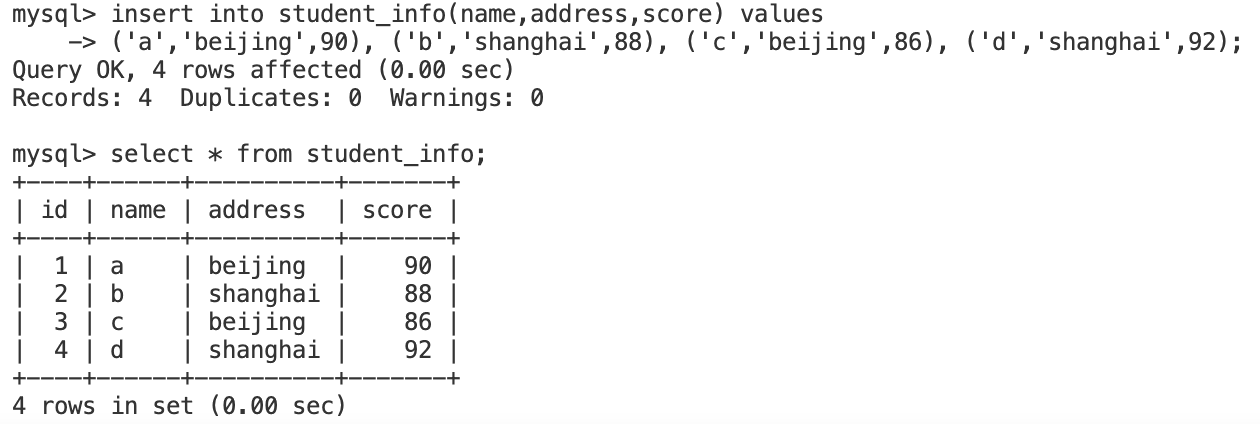 mysql> insert into student_info(name,address,score) values
    -> ('a','beijing',90), ('b','shanghai',88), ('c','beijing',86), ('d','shanghai',92);
Query OK, 4 rows affected (0.00 sec)
Records: 4  Duplicates: 0  Warnings: 0

mysql> select * from student_info;
+----+------+----------+-------+
| id | name | address  | score |
+----+------+----------+-------+
|  1 | a    | beijing  |    90 |
|  2 | b    | shanghai |    88 |
|  3 | c    | beijing  |    86 |
|  4 | d    | shanghai |    92 |
+----+------+----------+-------+
4 rows in set (0.00 sec)